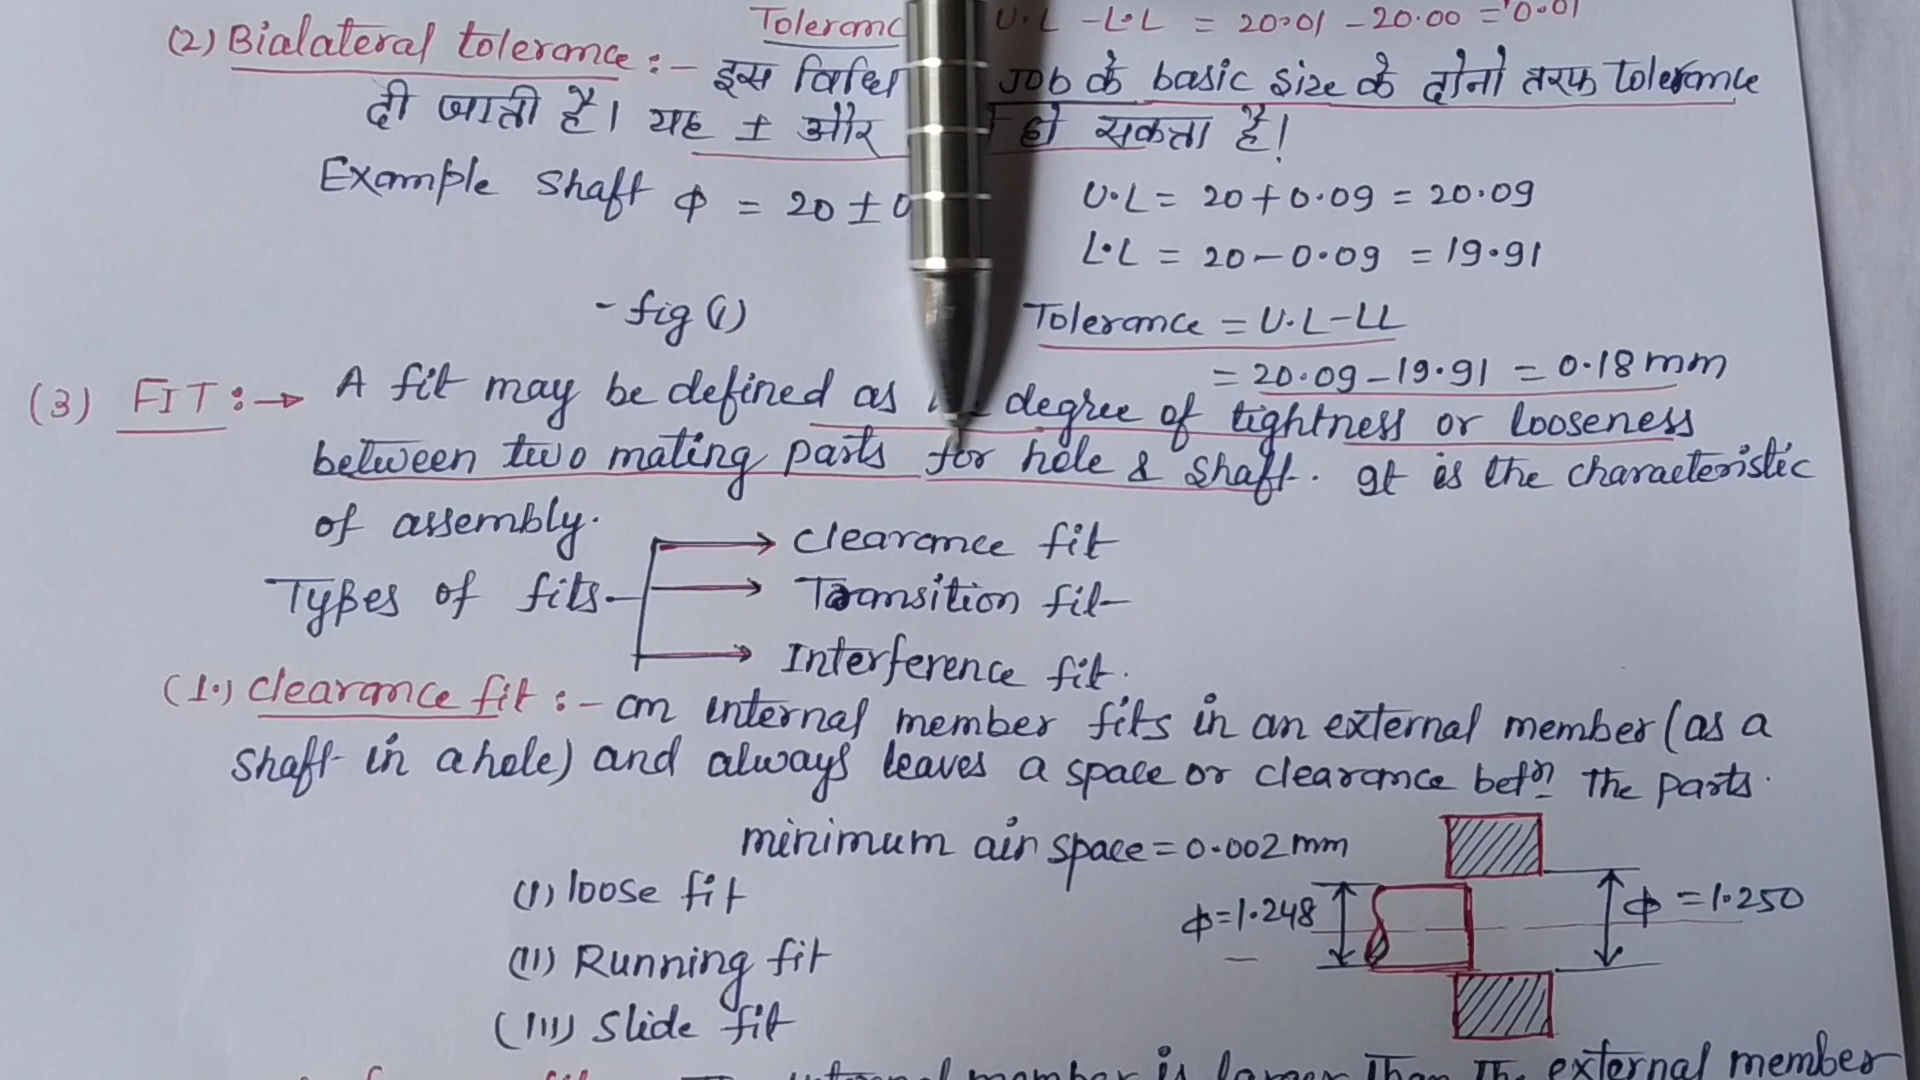 U.L - L.L = 20.01 - 20.00 = 0.01
(2) Bialateral tolerance :- इस विधि Job के basic size के दोनो तरफ tolerance
दी जाती है। यह ± और हो सकता है।
Example shaft φ = 20 ±
U.L = 20 + 0.09 = 20.09
L.L = 20 - 0.09 = 19.91
- fig (1)
Tolerance = U.L - LL
= 20.09 - 19.91 = 0.18 mm
(3) FIT :→ A fit may be defined as degree of tightness or looseness
between two mating parts for hole & shaft. It is the characteristic
of assembly.
Types of fits → clearance fit
→ Transition fit
→ Interference fit.
(1.) clearance fit :- an internal member fits in an external member (as a
shaft in a hole) and always leaves a space or clearance betn the parts.
minimum air space = 0.002 mm
(I) loose fit
(II) Running fit
(III) slide fit
φ = 1.248
φ = 1.250
member is larger than the external member